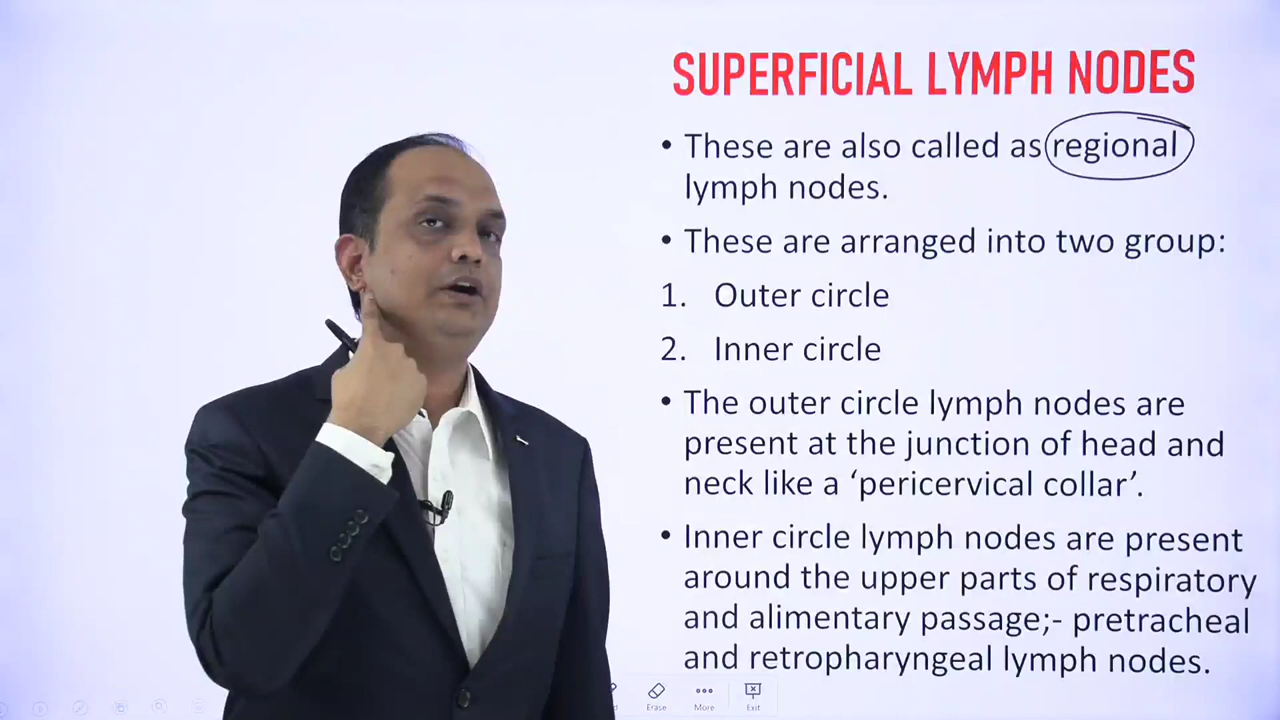 SUPERFICIAL LYMPH NODES
• These are also called as regional
lymph nodes.
• These are arranged into two group:
1. Outer circle
2. Inner circle
• The outer circle lymph nodes are
present at the junction of head and
neck like a ‘pericervical collar’.
• Inner circle lymph nodes are present
around the upper parts of respiratory
and alimentary passage;- pretracheal
and retropharyngeal lymph nodes.
Erase
More
Exit